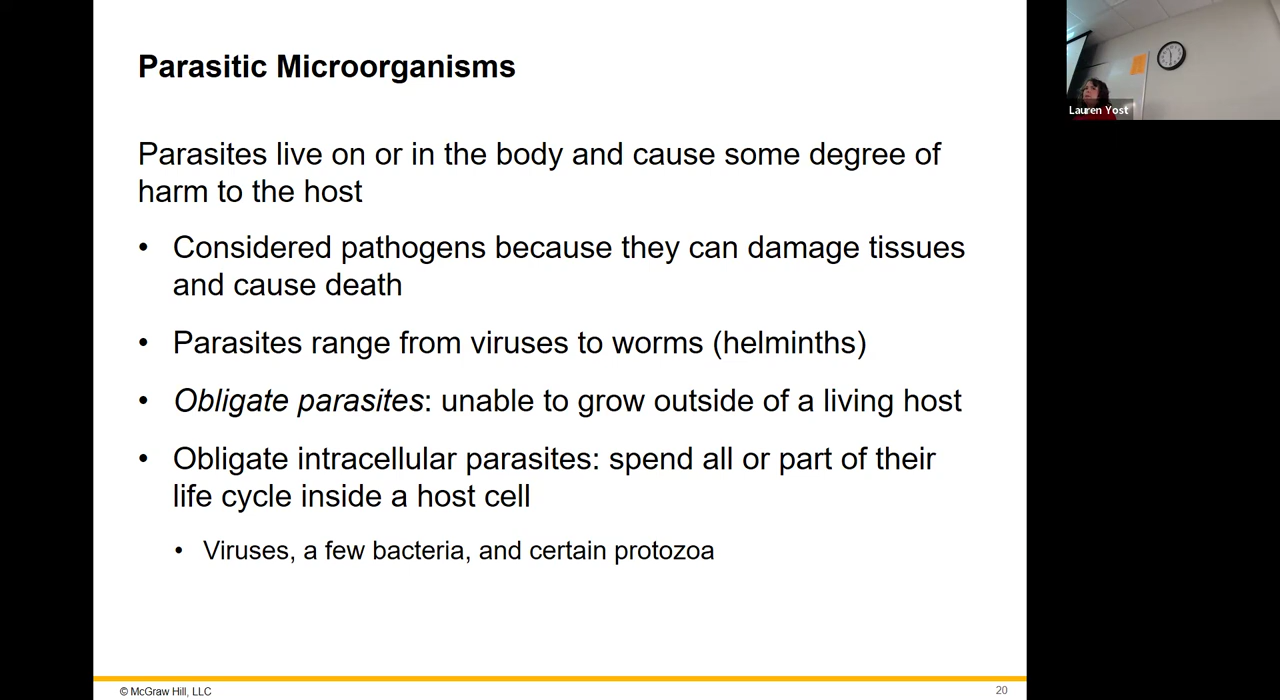 Parasitic Microorganisms
Parasites live on or in the body and cause some degree of
harm to the host
• Considered pathogens because they can damage tissues
and cause death
• Parasites range from viruses to worms (helminths)
• Obligate parasites: unable to grow outside of a living host
• Obligate intracellular parasites: spend all or part of their
life cycle inside a host cell
• Viruses, a few bacteria, and certain protozoa
© McGraw Hill, LLC
20
Lauren Yost